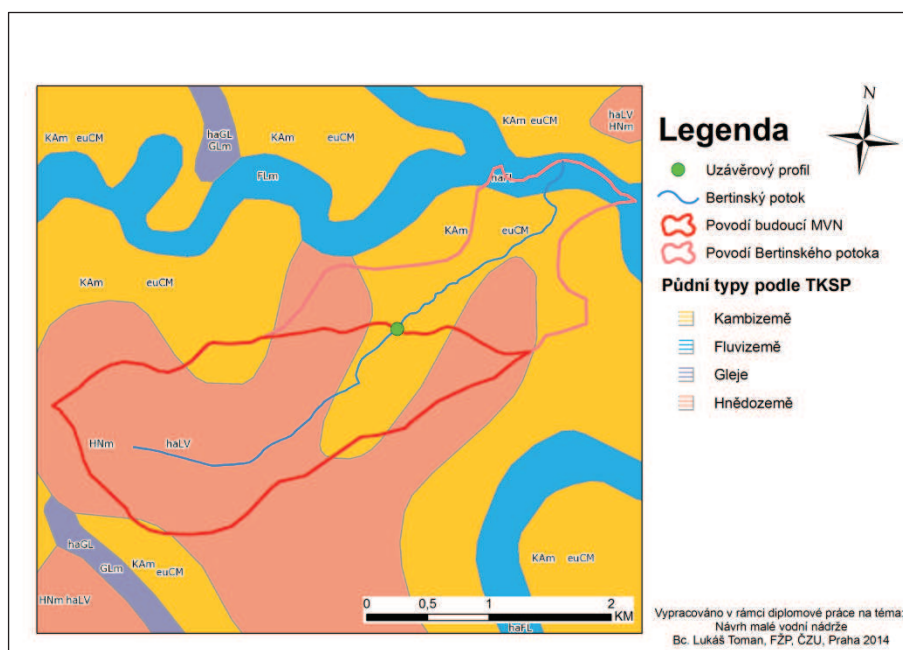 N
Legenda
Uzávěrový profil
Bertinský potok
Povodí budoucí MVN
Povodí Bertinského potoka
Půdní typy podle TKSP
Kambizemě
Fluvizemě
Gleje
Hnědozemě
KAm euCM
haGL
GLm
KAm euCM
KAm euCM
haLV
HNm
FLm
haFL
KAm euCM
KAm euCM
HNm haLV
haGL
GLm
KAm
euCM
HNm haLV
KAm euCM
haFL
0 0,5 1 2
KM
Vypracováno v rámci diplomové práce na téma:
Návrh malé vodní nádrže
Bc. Lukáš Toman, FŽP, ČZU, Praha 2014